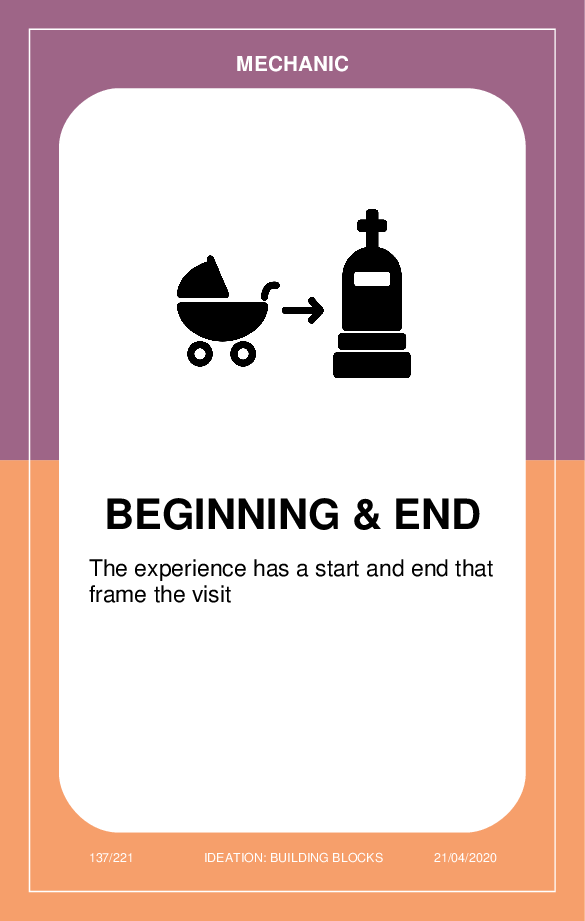 MECHANIC
BEGINNING & END
The experience has a start and end that
frame the visit
137/221
IDEATION: BUILDING BLOCKS
21/04/2020